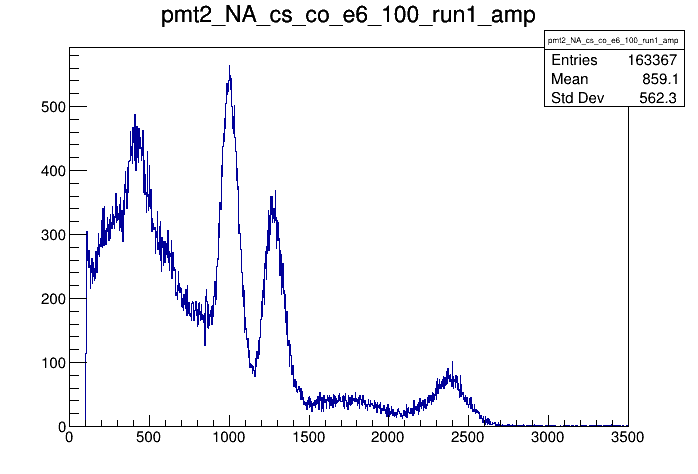 pmt2_NA_cs_co_e6_100_run1_amp
pmt2_NA_cs_co_e6_100_run1_amp
Entries 163367
Mean 859.1
Std Dev 562.3
500
400
300
200
100
0
0 500 1000 1500 2000 2500 3000 3500